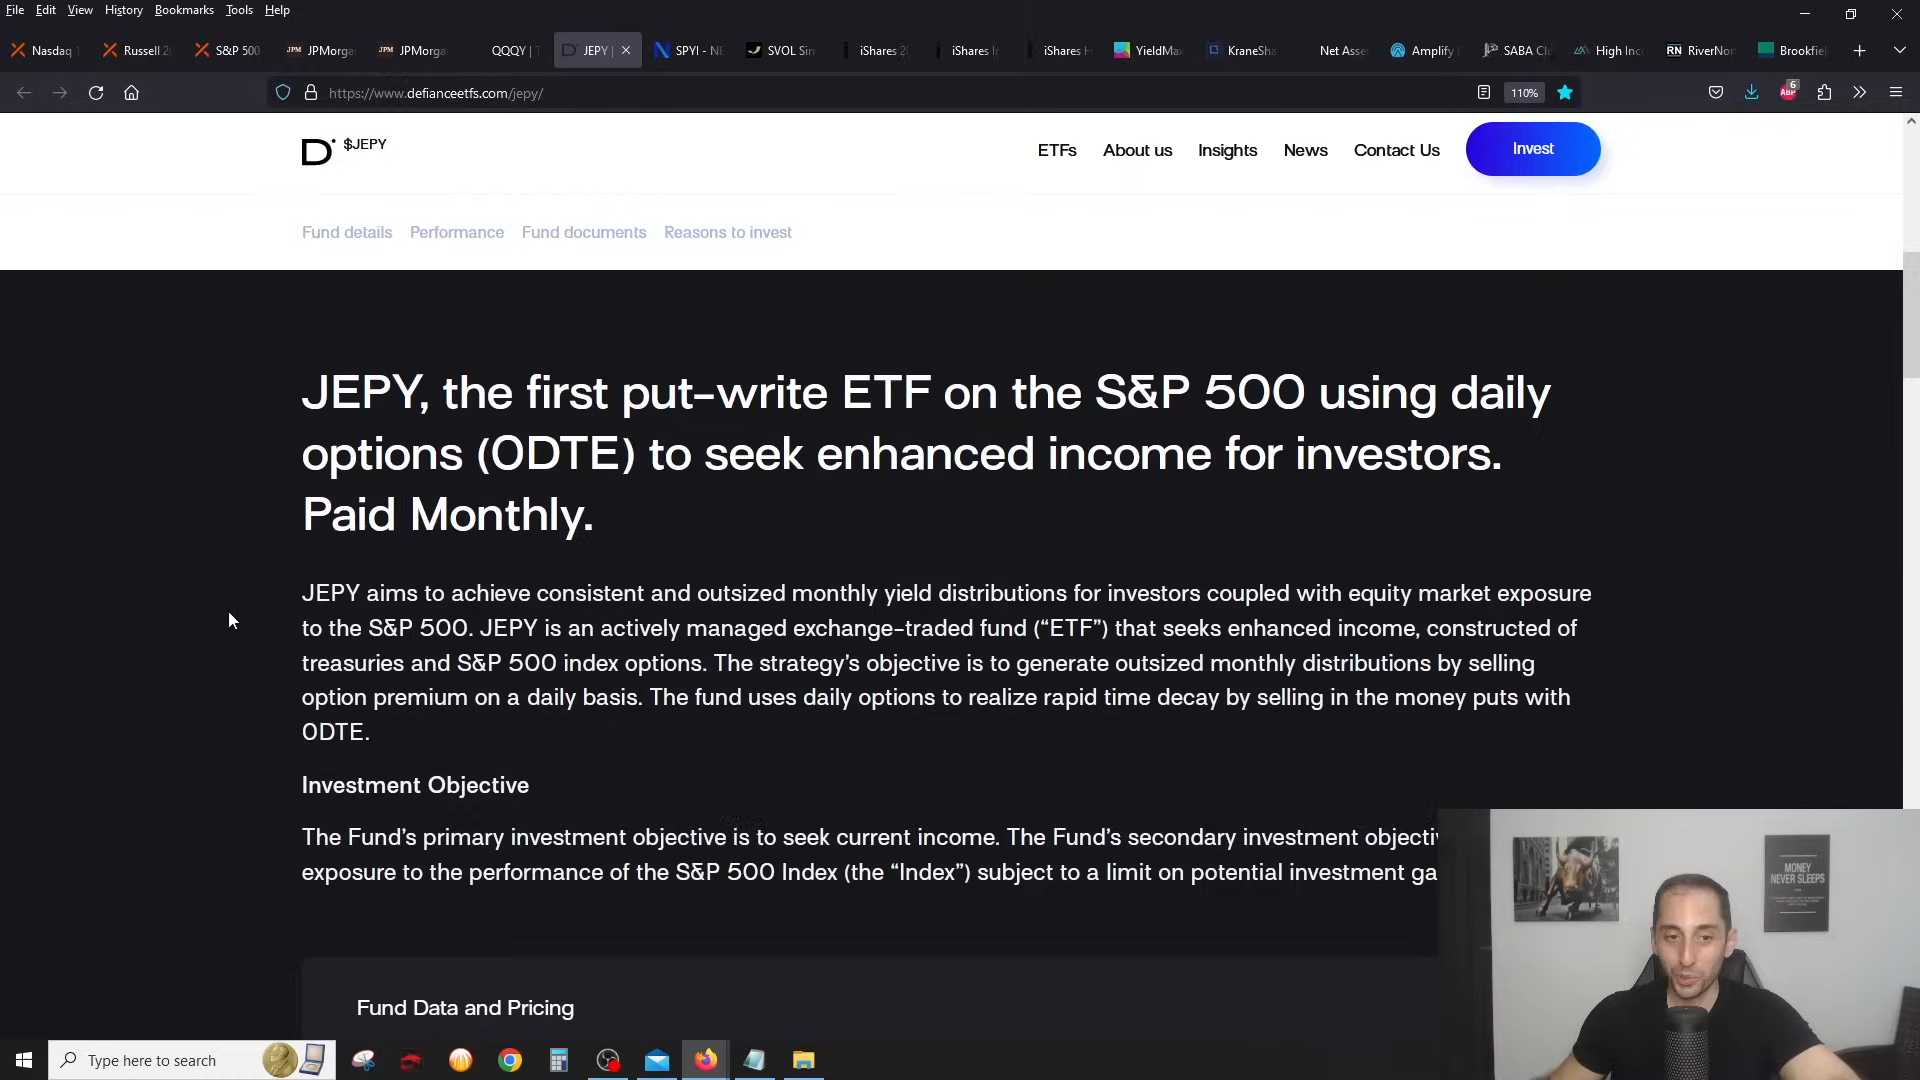 File Edit View History Bookmarks Tools Help
Nasdaq Russell 2 S&P 500 JPM JPMorga JPM JPMorga QQQY | T JEPY | SPYI - NE SVOL Sim iShares 2 iShares I iShares H YieldMax KraneSha Net Asse Amplify SABA Cl High Inc RN RiverNor Brookfie
https://www.defianceetfs.com/jepy/ 110% ABP 6
D $JEPY ETFs About us Insights News Contact Us Invest
Fund details Performance Fund documents Reasons to invest
JEPY, the first put-write ETF on the S&P 500 using daily
options (0DTE) to seek enhanced income for investors.
Paid Monthly.
JEPY aims to achieve consistent and outsized monthly yield distributions for investors coupled with equity market exposure
to the S&P 500. JEPY is an actively managed exchange-traded fund (“ETF”) that seeks enhanced income, constructed of
treasuries and S&P 500 index options. The strategy’s objective is to generate outsized monthly distributions by selling
option premium on a daily basis. The fund uses daily options to realize rapid time decay by selling in the money puts with
0DTE.
Investment Objective
The Fund’s primary investment objective is to seek current income. The Fund’s secondary investment objectiv
exposure to the performance of the S&P 500 Index (the “Index”) subject to a limit on potential investment ga
MONEY
NEVER SLEEPS
Fund Data and Pricing
Type here to search